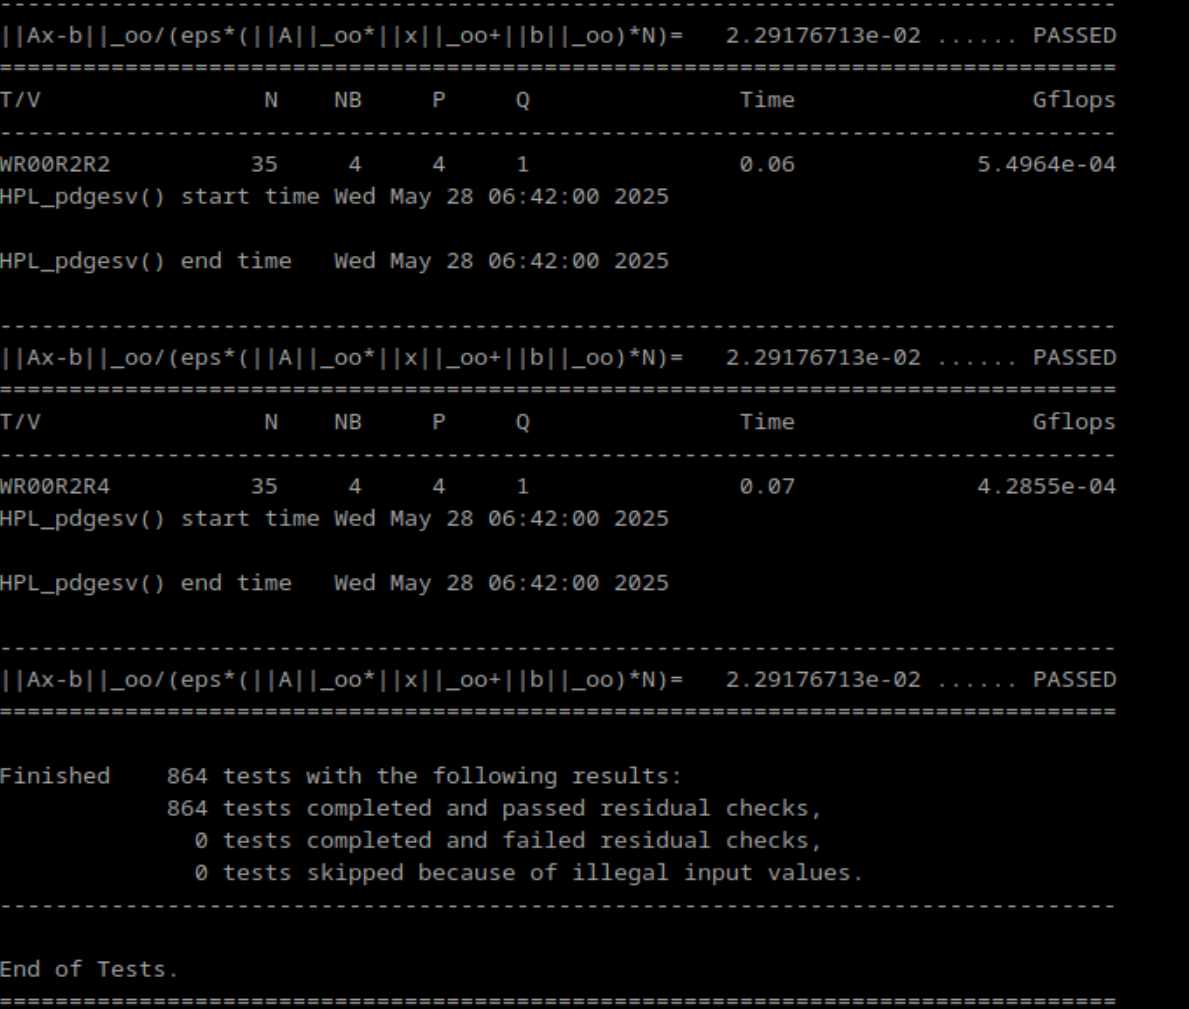 --------------------------------------------------------------------------------
||Ax-b||_oo/(eps*(||A||_oo*||x||_oo+||b||_oo)*N)=   2.29176713e-02 ...... PASSED
================================================================================
T/V                N    NB     P     Q               Time                 Gflops
--------------------------------------------------------------------------------
WR00R2R2          35     4     4     1               0.06             5.4964e-04
HPL_pdgesv() start time Wed May 28 06:42:00 2025

HPL_pdgesv() end time   Wed May 28 06:42:00 2025

--------------------------------------------------------------------------------
||Ax-b||_oo/(eps*(||A||_oo*||x||_oo+||b||_oo)*N)=   2.29176713e-02 ...... PASSED
================================================================================
T/V                N    NB     P     Q               Time                 Gflops
--------------------------------------------------------------------------------
WR00R2R4          35     4     4     1               0.07             4.2855e-04
HPL_pdgesv() start time Wed May 28 06:42:00 2025

HPL_pdgesv() end time   Wed May 28 06:42:00 2025

--------------------------------------------------------------------------------
||Ax-b||_oo/(eps*(||A||_oo*||x||_oo+||b||_oo)*N)=   2.29176713e-02 ...... PASSED
================================================================================

Finished    864 tests with the following results:
            864 tests completed and passed residual checks,
              0 tests completed and failed residual checks,
              0 tests skipped because of illegal input values.
--------------------------------------------------------------------------------

End of Tests.
================================================================================